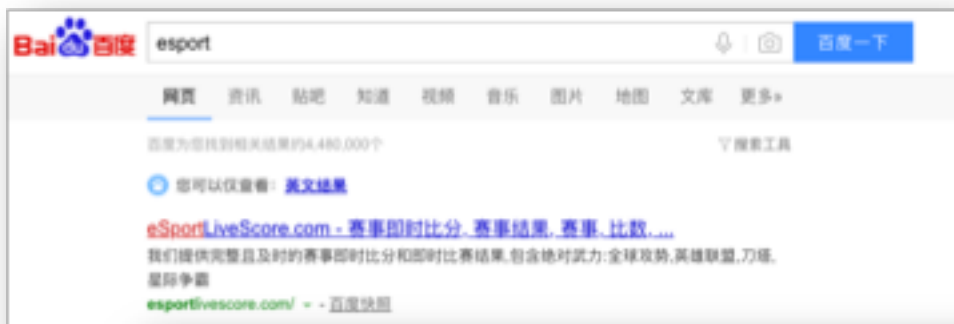 Bai du 百度 esport 百度一下
网页 资讯 贴吧 知道 视频 音乐 图片 地图 文库 更多»
百度为您找到相关结果约4,480,000个 搜索工具
您可以仅查看：英文结果
eSportLiveScore.com - 赛事即时比分, 赛事结果, 赛事, 比数, ...
我们提供完整且及时的赛事即时比分和即时比赛结果,包含绝对武力:全球攻势,英雄联盟,刀塔,
星际争霸
esportlivescore.com/ - 百度快照